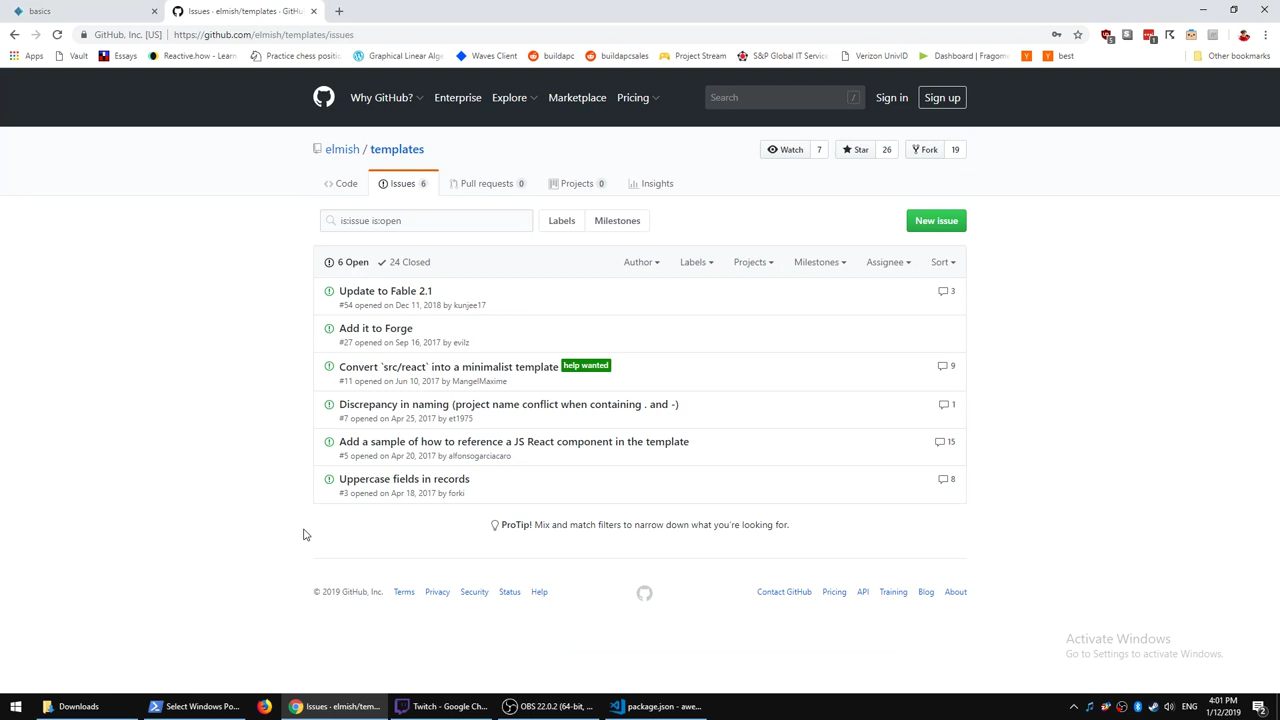 basics
Issues · elmish/templates · GitHu
GitHub, Inc. [US]
https://github.com/elmish/templates/issues
Apps
Vault
Essays
Reactive.how — Learn
Practice chess positio
Graphical Linear Alge
Waves Client
buildapc
buildapcsales
Project Stream
S&P Global IT Service
Verizon UnivID
Dashboard | Fragome
best
Other bookmarks
Why GitHub?
Enterprise
Explore
Marketplace
Pricing
Search
/
Sign in
Sign up
elmish / templates
Watch 7
Star 26
Fork 19
Code
Issues 6
Pull requests 0
Projects 0
Insights
is:issue is:open
Labels
Milestones
New issue
6 Open
24 Closed
Author
Labels
Projects
Milestones
Assignee
Sort
Update to Fable 2.1
3
#54 opened on Dec 11, 2018 by kunjee17
Add it to Forge
#27 opened on Sep 16, 2017 by evilz
Convert `src/react` into a minimalist template help wanted
9
#11 opened on Jun 10, 2017 by MangelMaxime
Discrepancy in naming (project name conflict when containing . and -)
1
#7 opened on Apr 25, 2017 by et1975
Add a sample of how to reference a JS React component in the template
15
#5 opened on Apr 20, 2017 by alfonsogarciacaro
Uppercase fields in records
8
#3 opened on Apr 18, 2017 by forki
ProTip! Mix and match filters to narrow down what you're looking for.
© 2019 GitHub, Inc.
Terms
Privacy
Security
Status
Help
Contact GitHub
Pricing
API
Training
Blog
About
Activate Windows
Go to Settings to activate Windows.
Downloads
Select Windows Po...
Issues · elmish/tem...
Twitch - Google Ch...
OBS 22.0.2 (64-bit, ...
package.json - awe...
ENG
4:01 PM
1/12/2019
2